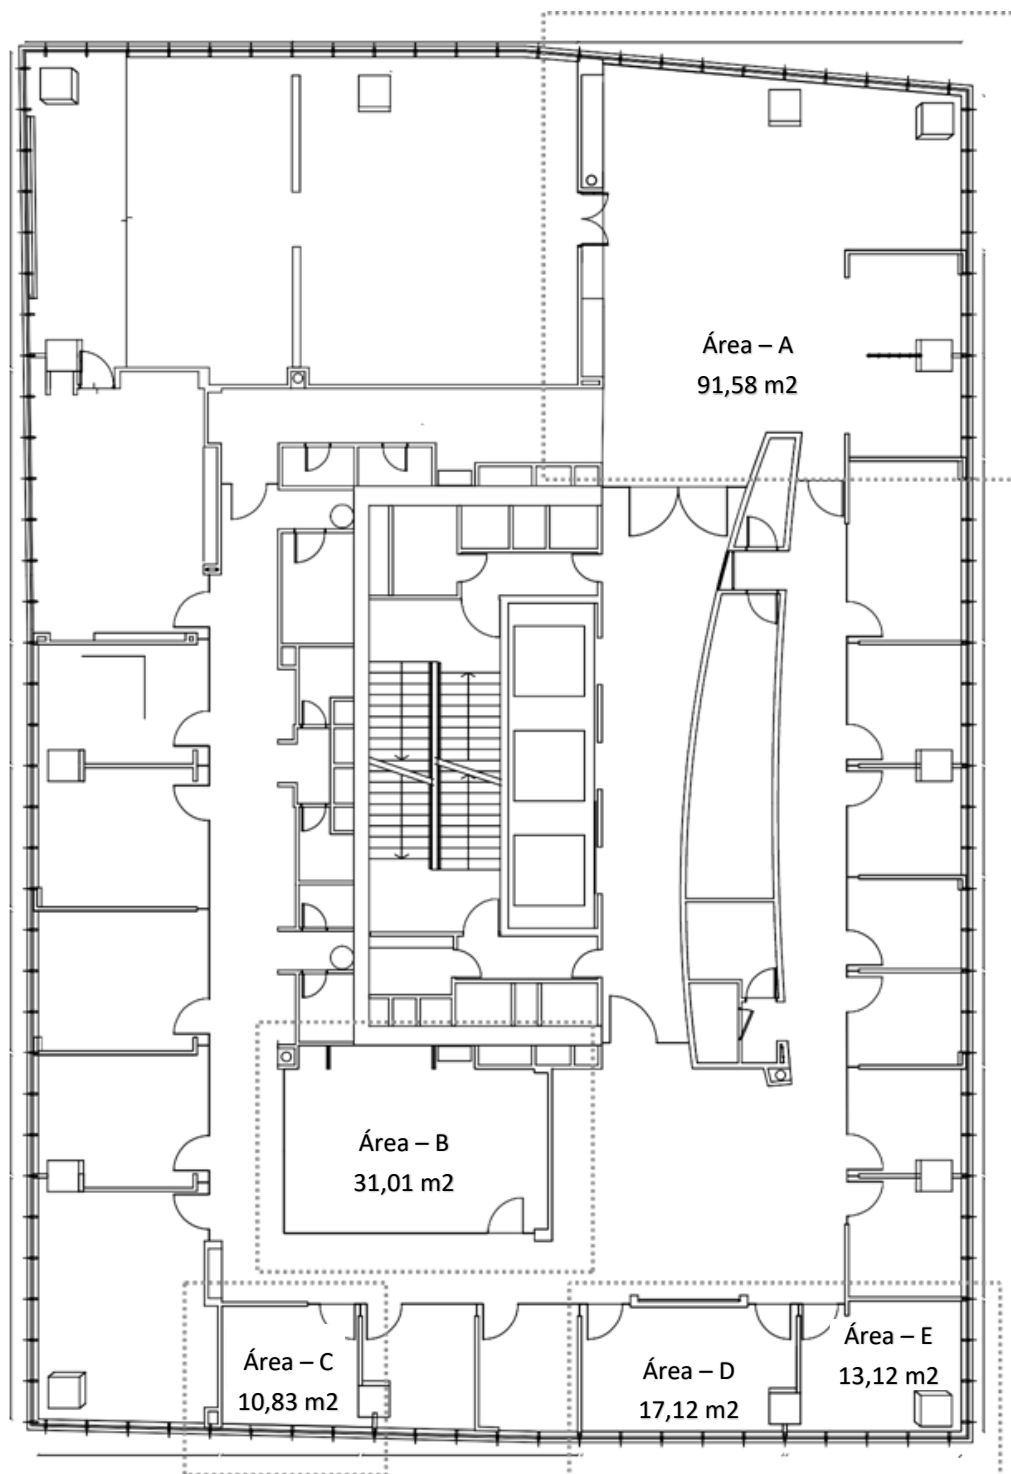 Área – A
91,58 m2
Área – B
31,01 m2
Área – C
10,83 m2
Área – D
17,12 m2
Área – E
13,12 m2